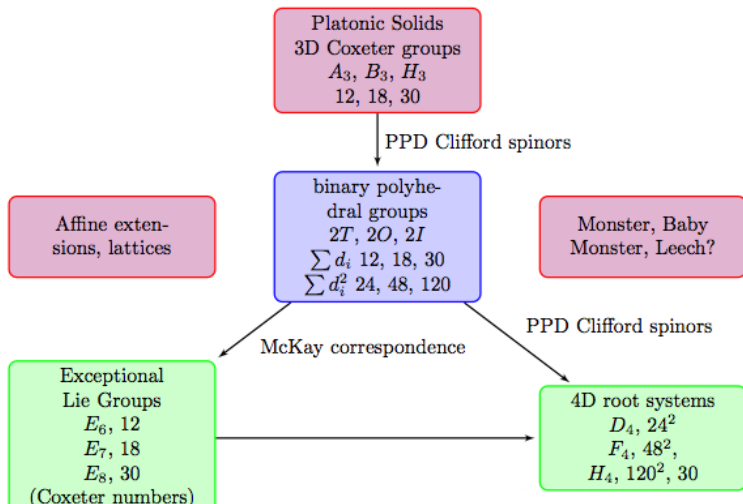 Platonic Solids
3D Coxeter groups
A₃, B₃, H₃
12, 18, 30
PPD Clifford spinors
binary polyhe-
dral groups
2T, 2O, 2I
∑ dᵢ 12, 18, 30
∑ dᵢ² 24, 48, 120
Affine exten-
sions, lattices
Monster, Baby
Monster, Leech?
PPD Clifford spinors
McKay correspondence
Exceptional
Lie Groups
E₆, 12
E₇, 18
E₈, 30
(Coxeter numbers)
4D root systems
D₄, 24²
F₄, 48²,
H₄, 120², 30